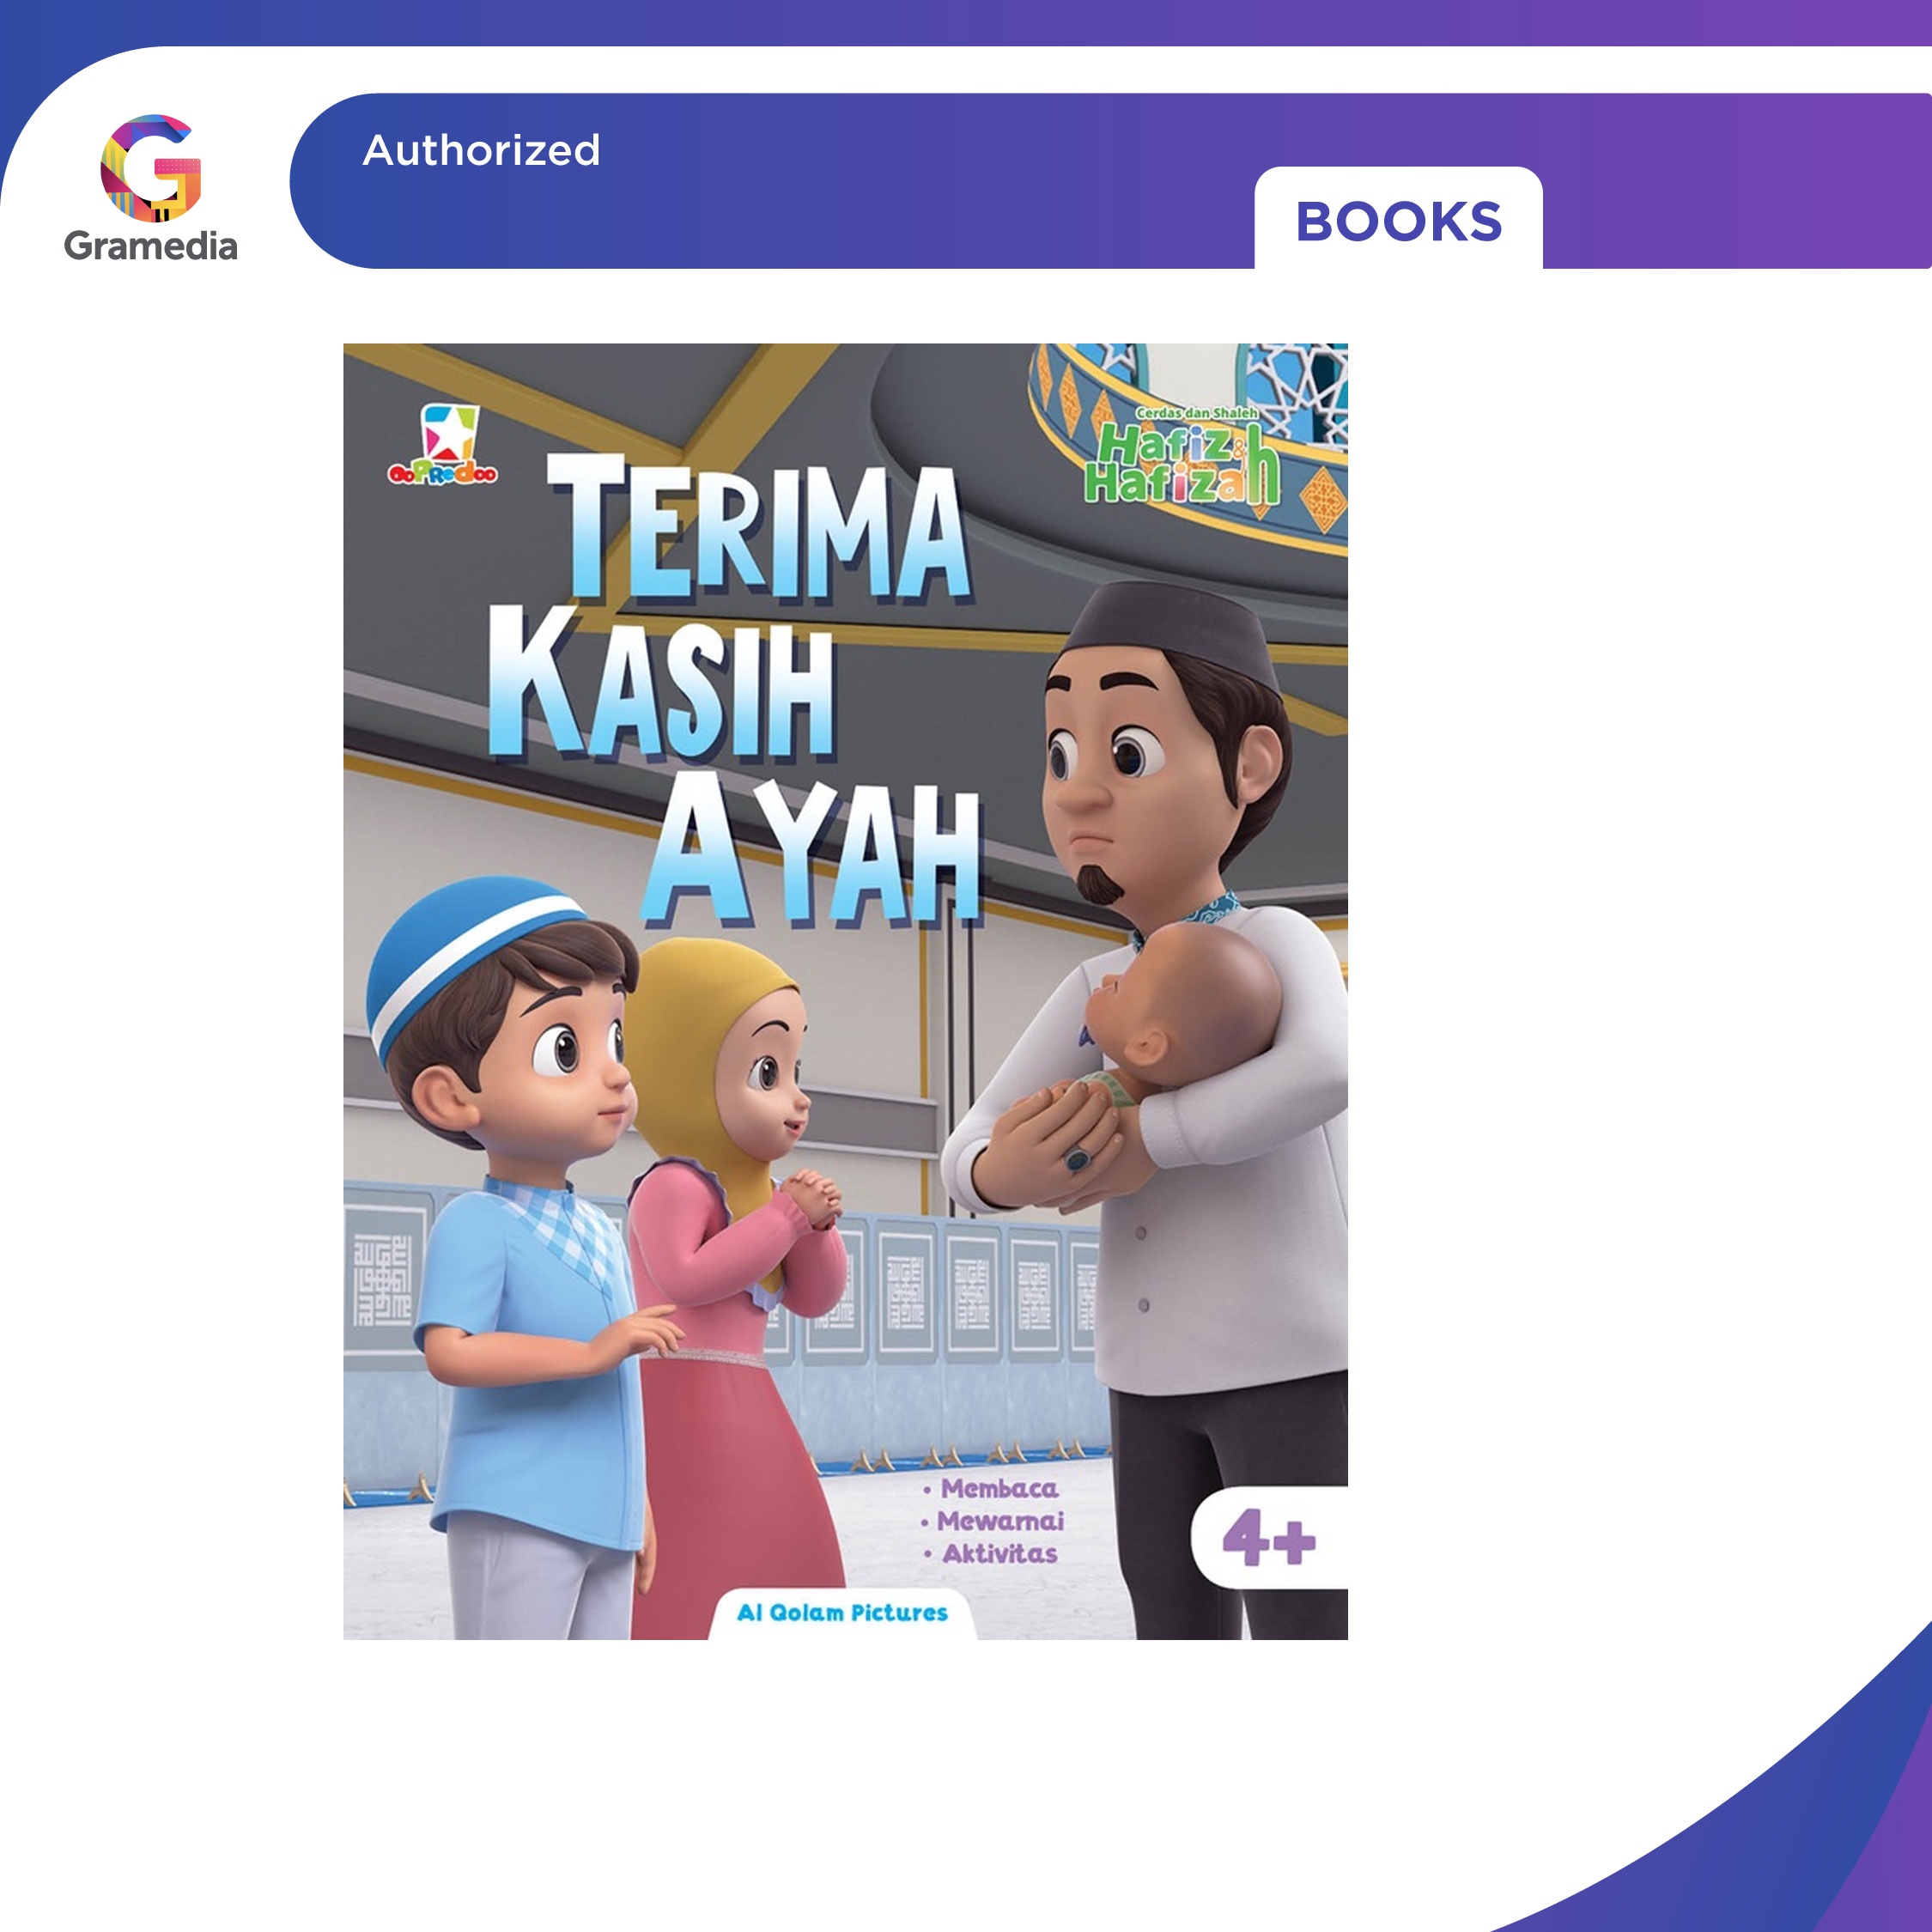 Gramedia
Authorized
BOOKS
OoPRedoo
Cerdas dan Shaleh
Hafiz &
Hafizah
TERIMA
KASIH
AYAH
• Membaca
• Mewarnai
• Aktivitas
4+
Al Qolam Pictures